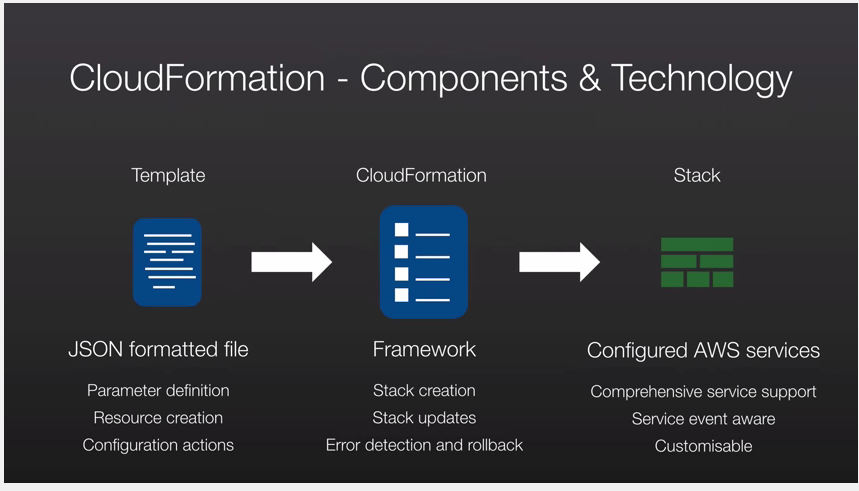 CloudFormation - Components & Technology
Template
CloudFormation
Stack
JSON formatted file
Framework
Configured AWS services
Parameter definition
Resource creation
Configuration actions
Stack creation
Stack updates
Error detection and rollback
Comprehensive service support
Service event aware
Customisable